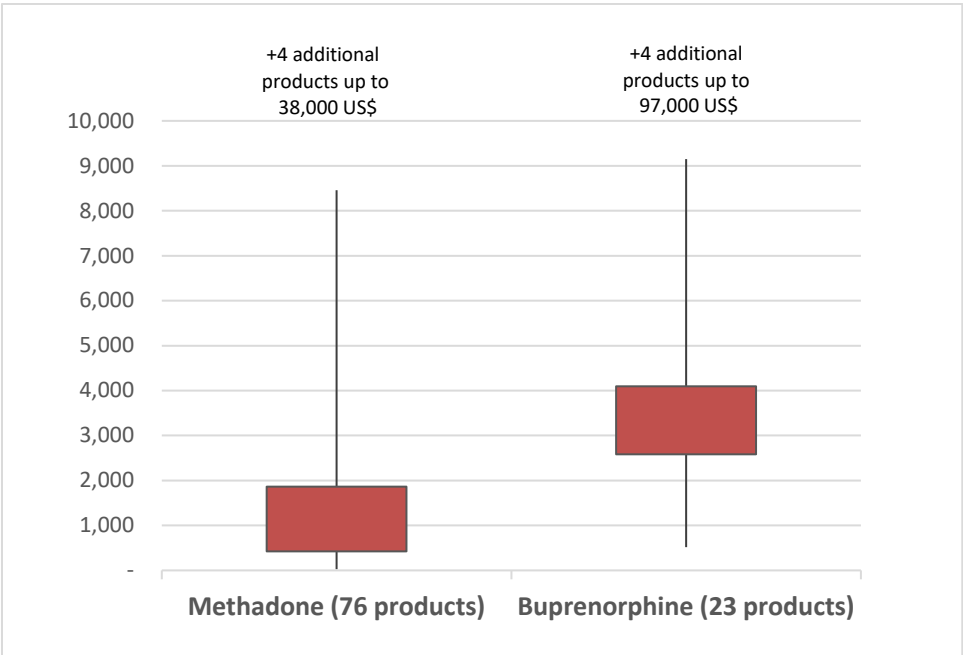 +4 additional
products up to
38,000 US$
+4 additional
products up to
97,000 US$
10,000
9,000
8,000
7,000
6,000
5,000
4,000
3,000
2,000
1,000
-
Methadone (76 products)
Buprenorphine (23 products)